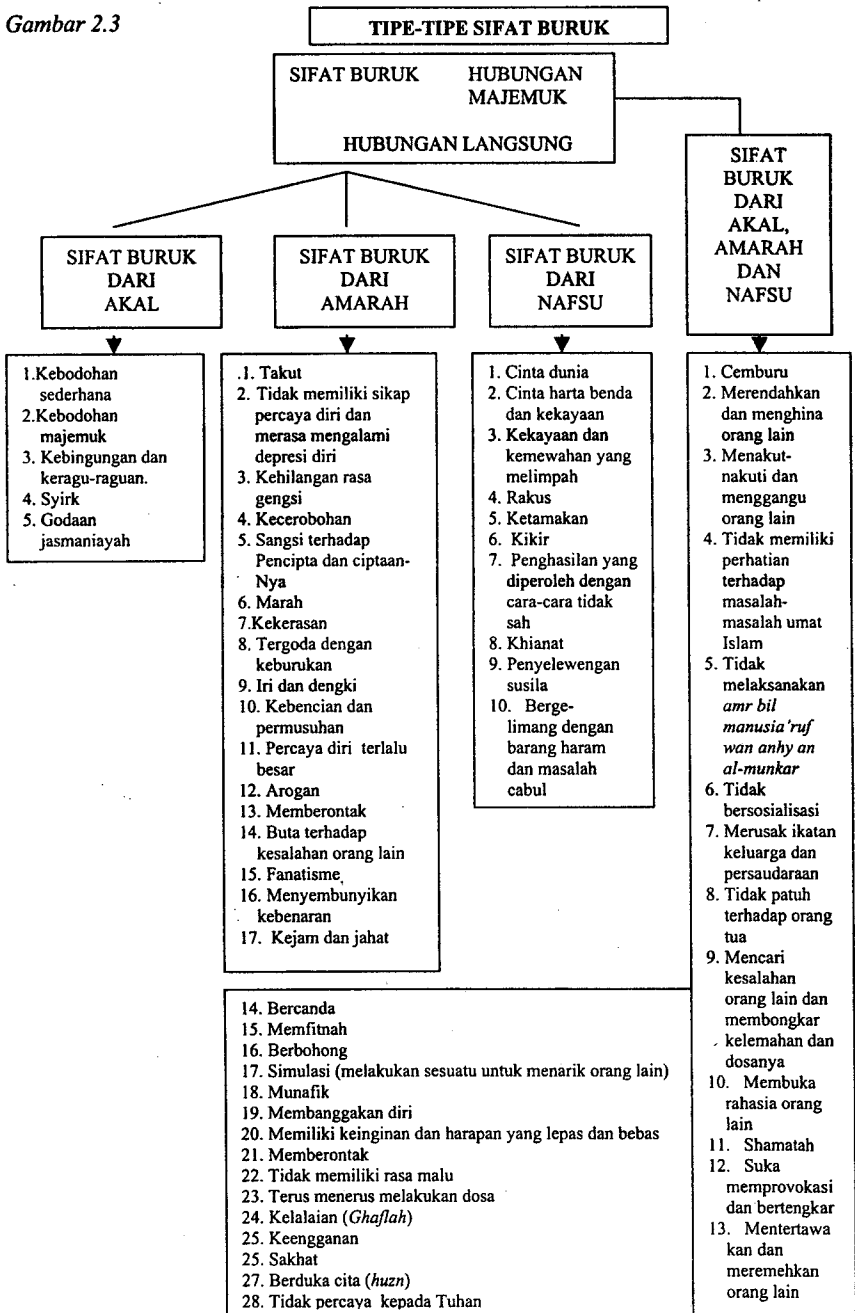 Gambar 2.3
TIPE-TIPE SIFAT BURUK
SIFAT BURUK HUBUNGAN
MAJEMUK
HUBUNGAN LANGSUNG
SIFAT BURUK
DARI
AKAL
1.Kebodohan
sederhana
2.Kebodohan
majemuk
3. Kebingungan dan
keragu-raguan.
4. Syirk
5. Godaan
jasmaniayah
SIFAT BURUK
DARI
AMARAH
.1. Takut
2. Tidak memiliki sikap
percaya diri dan
merasa mengalami
depresi diri
3. Kehilangan rasa
gengsi
4. Kecerobohan
5. Sangsi terhadap
Pencipta dan ciptaan-
Nya
6. Marah
7.Kekerasan
8. Tergoda dengan
keburukan
9. Iri dan dengki
10. Kebencian dan
permusuhan
11. Percaya diri terlalu
besar
12. Arogan
13. Memberontak
14. Buta terhadap
kesalahan orang lain
15. Fanatisme
16. Menyembunyikan
kebenaran
17. Kejam dan jahat
SIFAT BURUK
DARI
NAFSU
1. Cinta dunia
2. Cinta harta benda
dan kekayaan
3. Kekayaan dan
kemewahan yang
melimpah
4. Rakus
5. Ketamakan
6. Kikir
7. Penghasilan yang
diperoleh dengan
cara-cara tidak
sah
8. Khianat
9. Penyelewengan
susila
10. Berge-
limang dengan
barang haram
dan masalah
cabul
SIFAT
BURUK
DARI
AKAL,
AMARAH
DAN
NAFSU
1. Cemburu
2. Merendahkan
dan menghina
orang lain
3. Menakut-
nakuti dan
menggangu
orang lain
4. Tidak memiliki
perhatian
terhadap
masalah-
masalah umat
Islam
5. Tidak
melaksanakan
amr bil
manusia'ruf
wan anhy an
al-munkar
6. Tidak
bersosialisasi
7. Merusak ikatan
keluarga dan
persaudaraan
8. Tidak patuh
terhadap orang
tua
9. Mencari
kesalahan
orang lain dan
membongkar
kelemahan dan
dosanya
10. Membuka
rahasia orang
lain
11. Shamatah
12. Suka
memprovokasi
dan bertengkar
13. Mentertawa
kan dan
meremehkan
orang lain
14. Bercanda
15. Memfitnah
16. Berbohong
17. Simulasi (melakukan sesuatu untuk menarik orang lain)
18. Munafik
19. Membanggakan diri
20. Memiliki keinginan dan harapan yang lepas dan bebas
21. Memberontak
22. Tidak memiliki rasa malu
23. Terus menerus melakukan dosa
24. Kelalaian (Ghaflah)
25. Keengganan
25. Sakhat
27. Berduka cita (huzn)
28. Tidak percaya kepada Tuhan